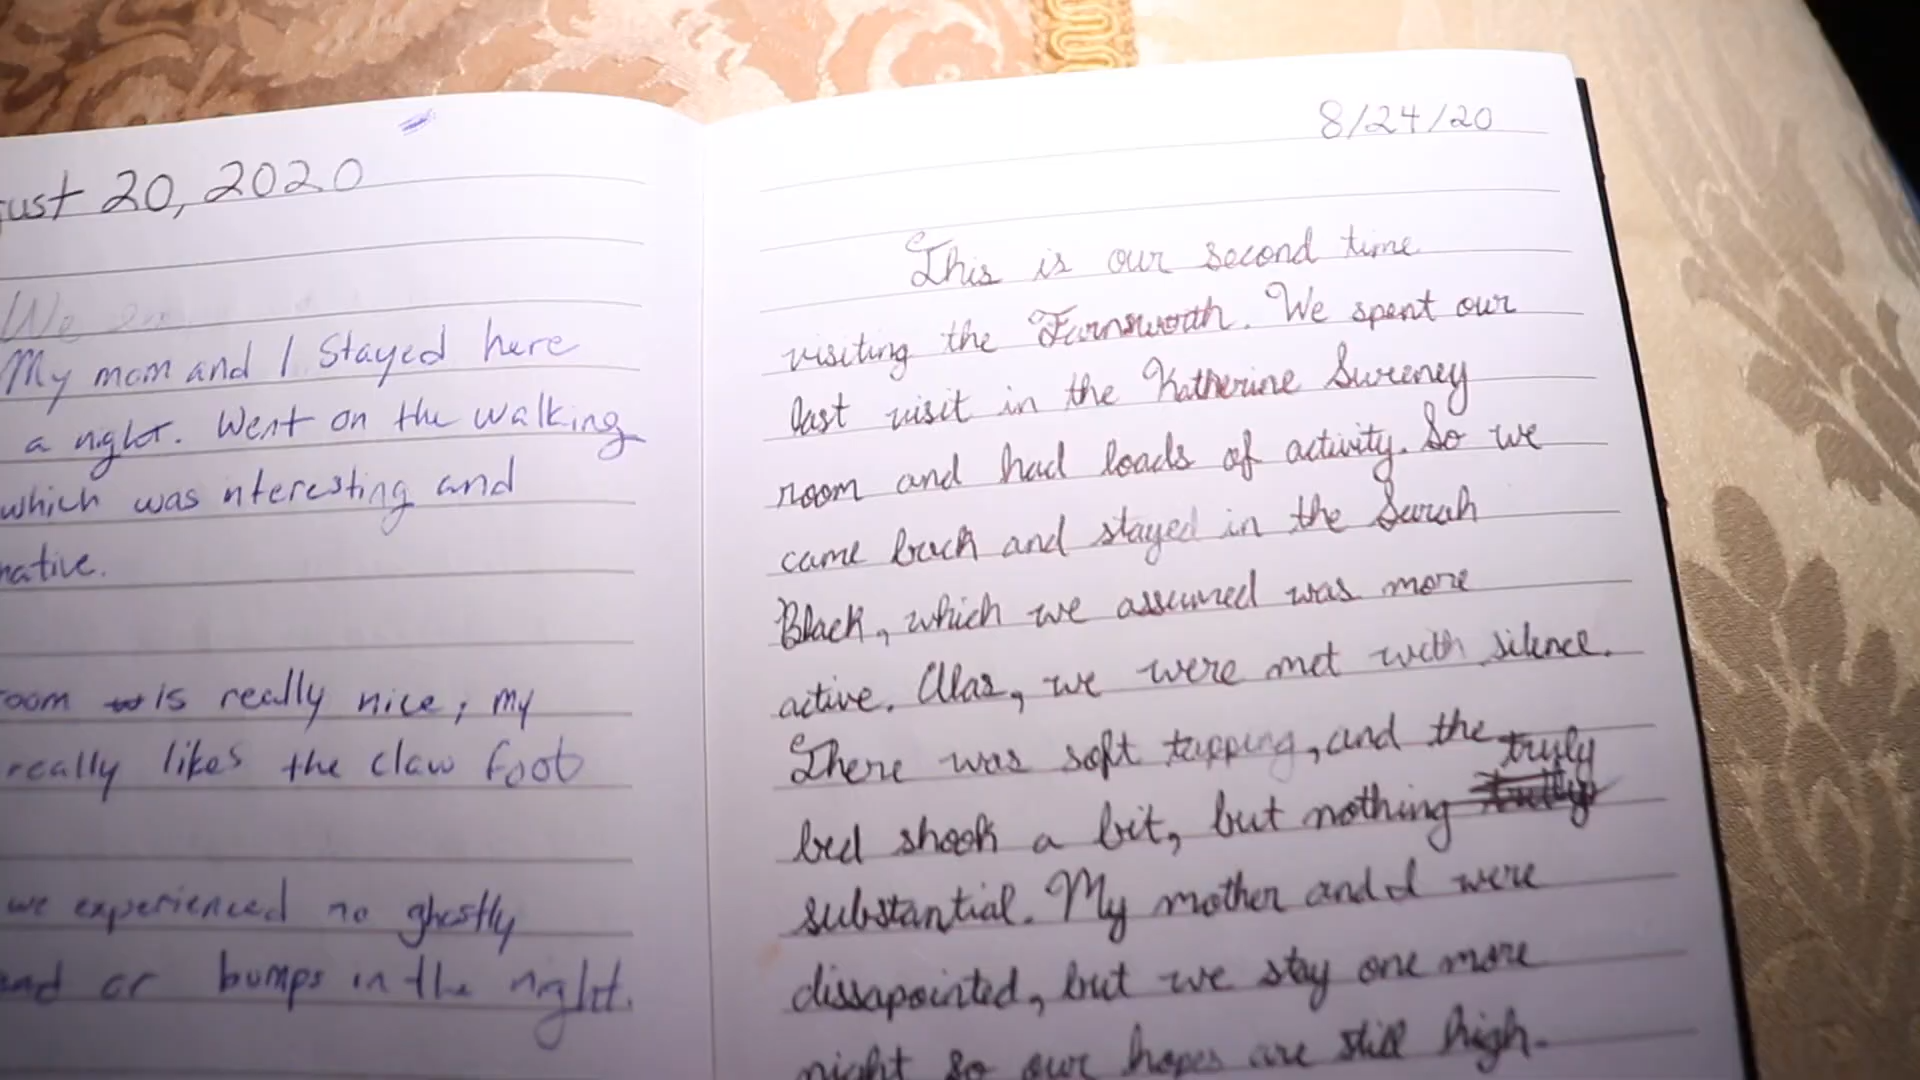 ust 20, 2020
We
My mom and I Stayed here
a night. Went on the walking
which was interesting and
native.
oom is really nice, my
really likes the claw foot
we experienced no ghostly
and or bumps in the night.
8/24/20
This is our second time
visiting the Farnsworth. We spent our
last visit in the Katherine Sweeney
room and had loads of activity. So we
came back and stayed in the Sarah
Black, which we assumed was more
active. Alas, we were met with silence.
There was soft tapping, and the
bed shook a bit, but nothing truly
substantial. My mother and I were
dissapointed, but we stay one more
night so our hopes are still high.